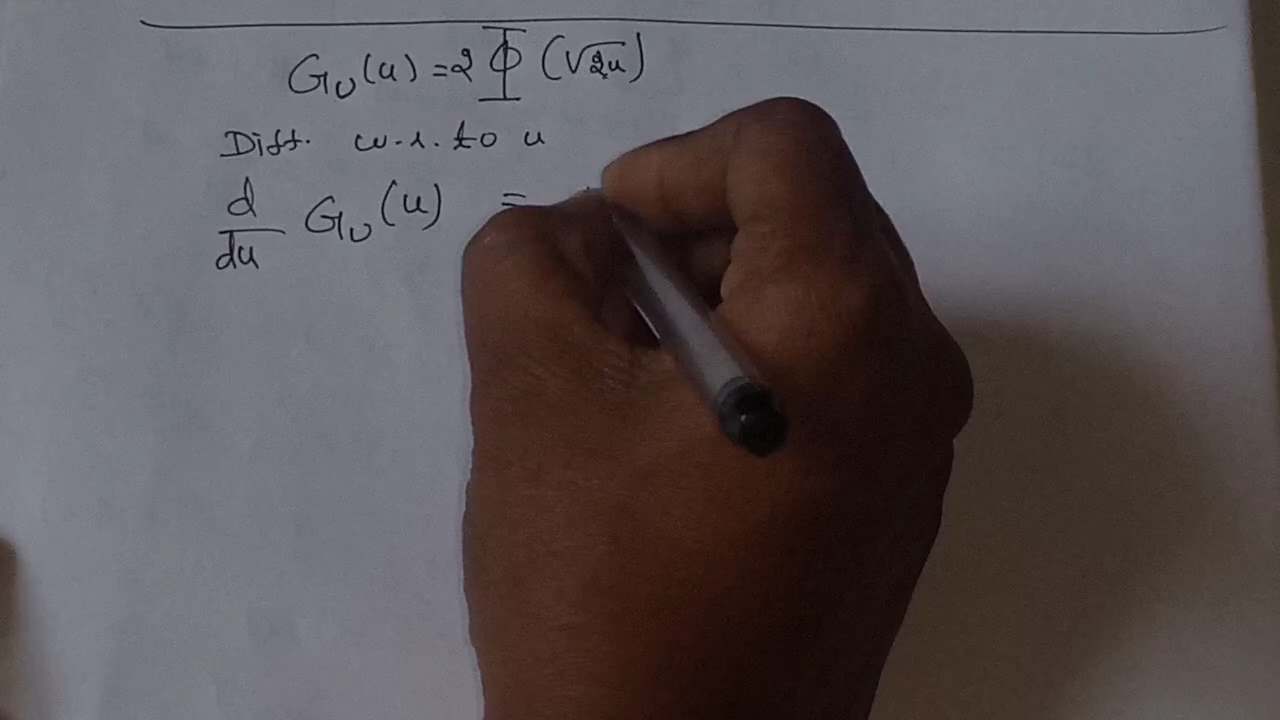 G_U(u) = 2 Φ (√2u)
Diff. w.r. to u
d/du G_U(u) =